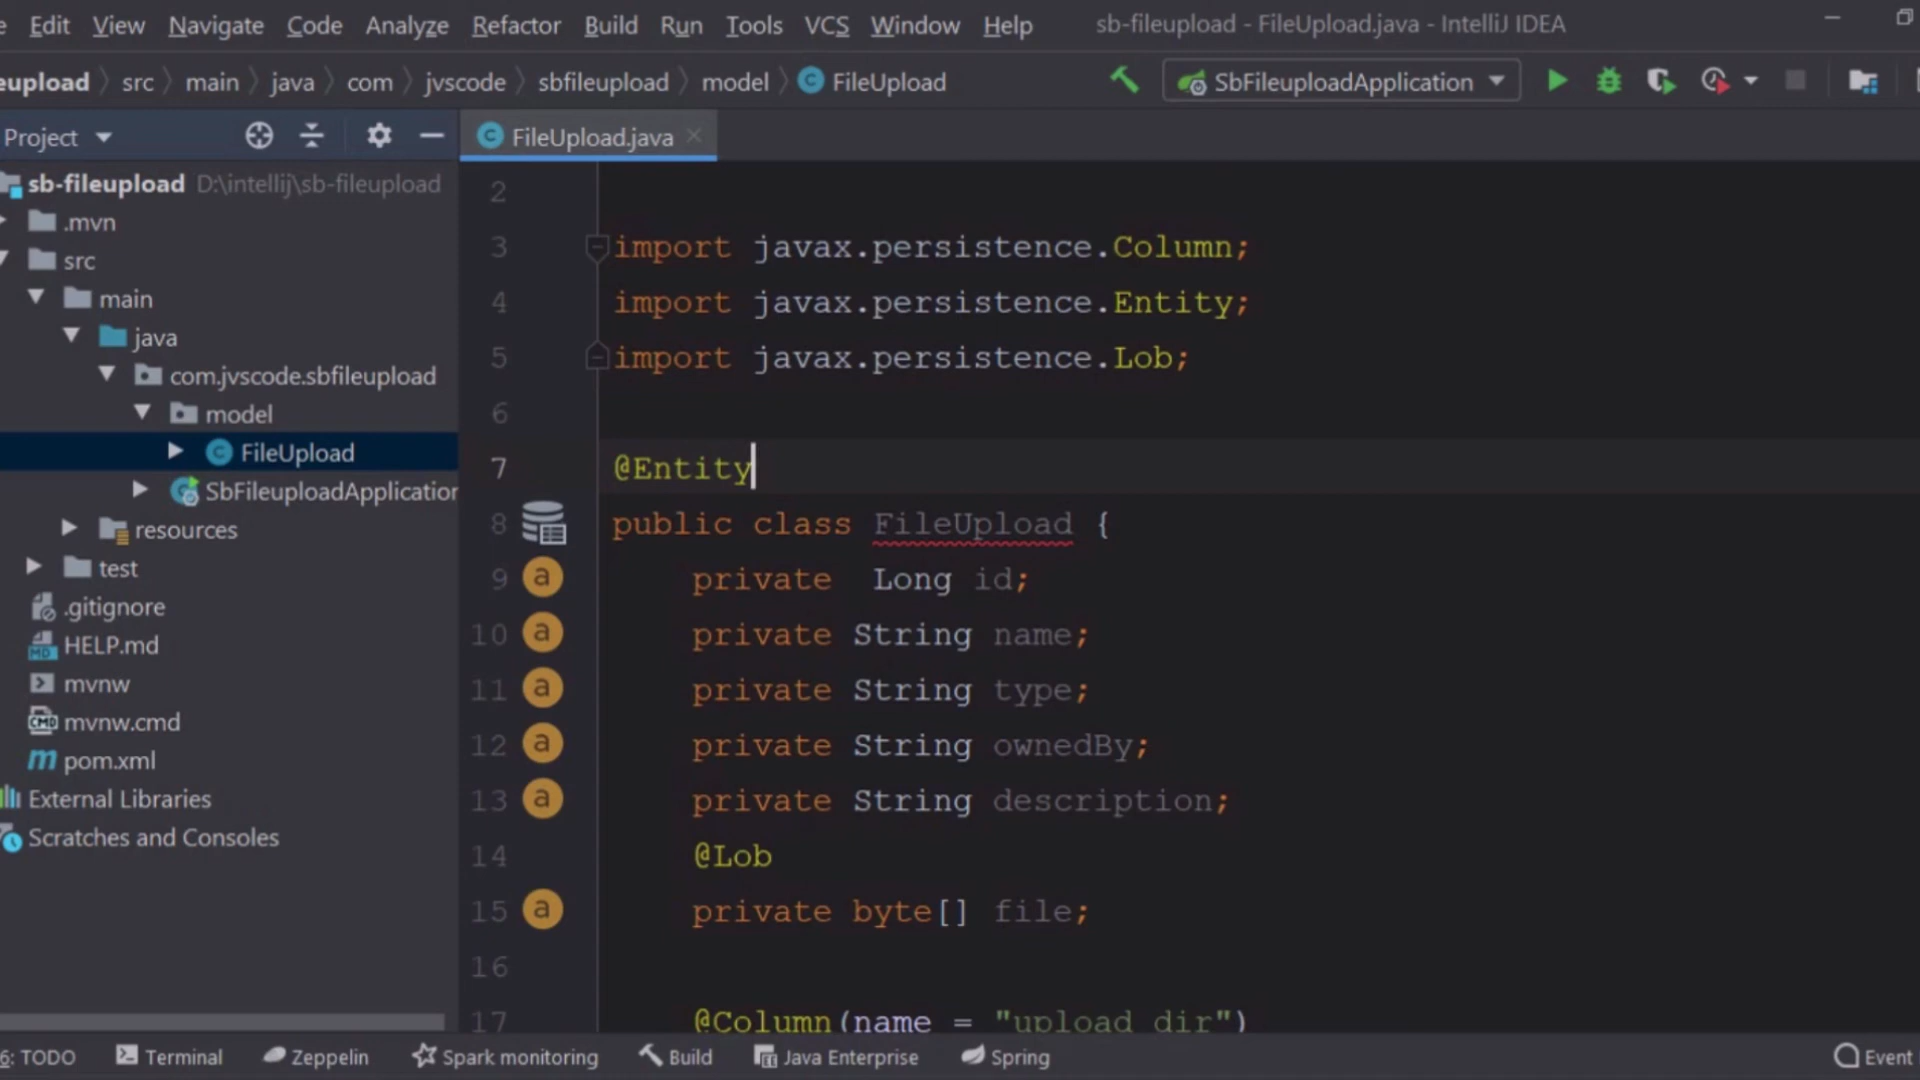 Edit View Navigate Code Analyze Refactor Build Run Tools VCS Window Help sb-fileupload - FileUpload.java - IntelliJ IDEA
eupload src main java com jvscode sbfileupload model FileUpload SbFileuploadApplication
Project
FileUpload.java
sb-fileupload D:\intellij\sb-fileupload
.mvn
src
main
java
com.jvscode.sbfileupload
model
FileUpload
SbFileuploadApplication
resources
test
.gitignore
HELP.md
mvnw
mvnw.cmd
pom.xml
External Libraries
Scratches and Consoles
2
3 import javax.persistence.Column;
4 import javax.persistence.Entity;
5 import javax.persistence.Lob;
6
7 @Entity
8 public class FileUpload {
9 private  Long id;
10 private String name;
11 private String type;
12 private String ownedBy;
13 private String description;
14 @Lob
15 private byte[] file;
16
17 @Column(name = "upload_dir")
6: TODO Terminal Zeppelin Spark monitoring Build Java Enterprise Spring Event